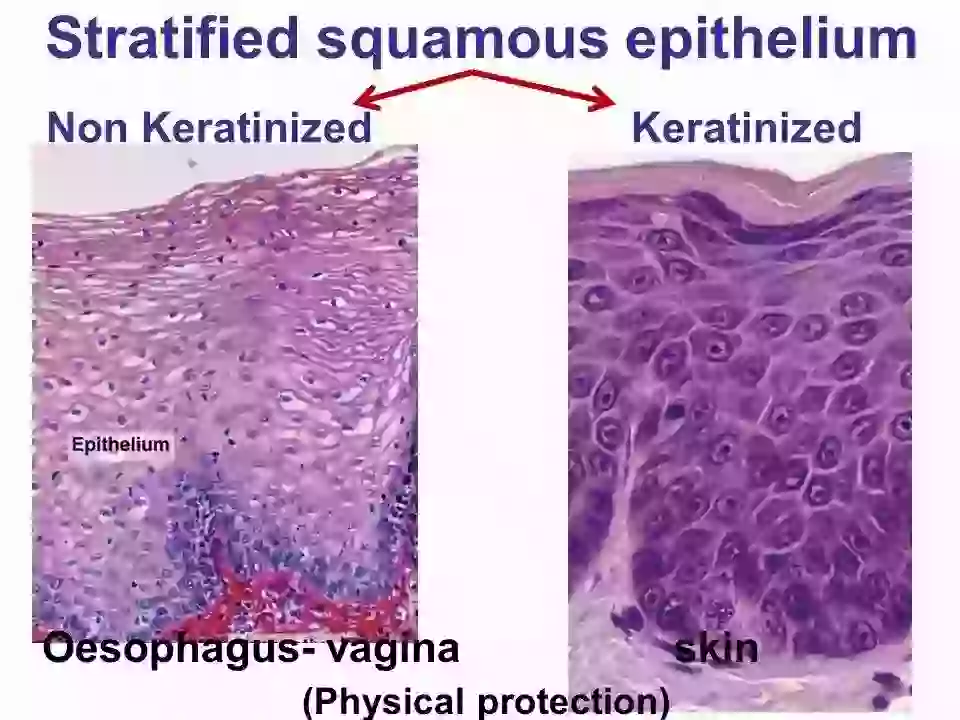 Stratified squamous epithelium
Non Keratinized
Keratinized
Epithelium
Oesophagus- vagina
skin
(Physical protection)